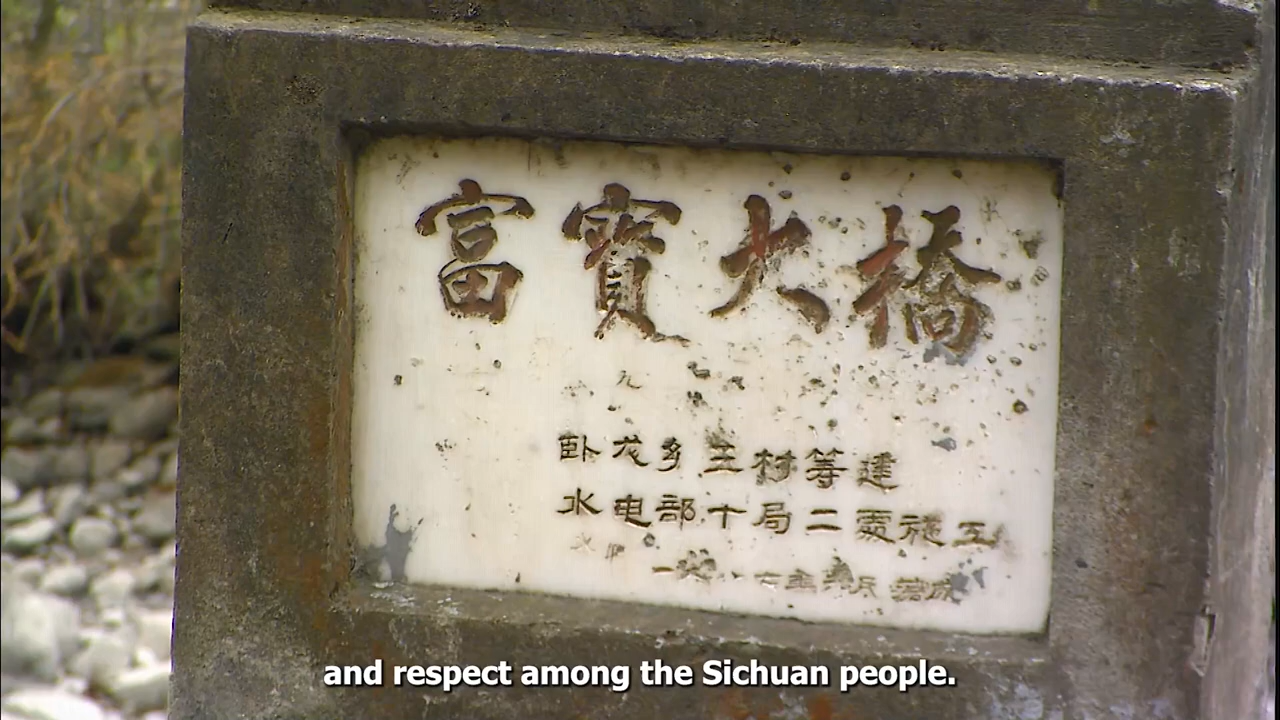 富寶大橋
卧龙乡三村等建
水电部十局二处施工
and respect among the Sichuan people.